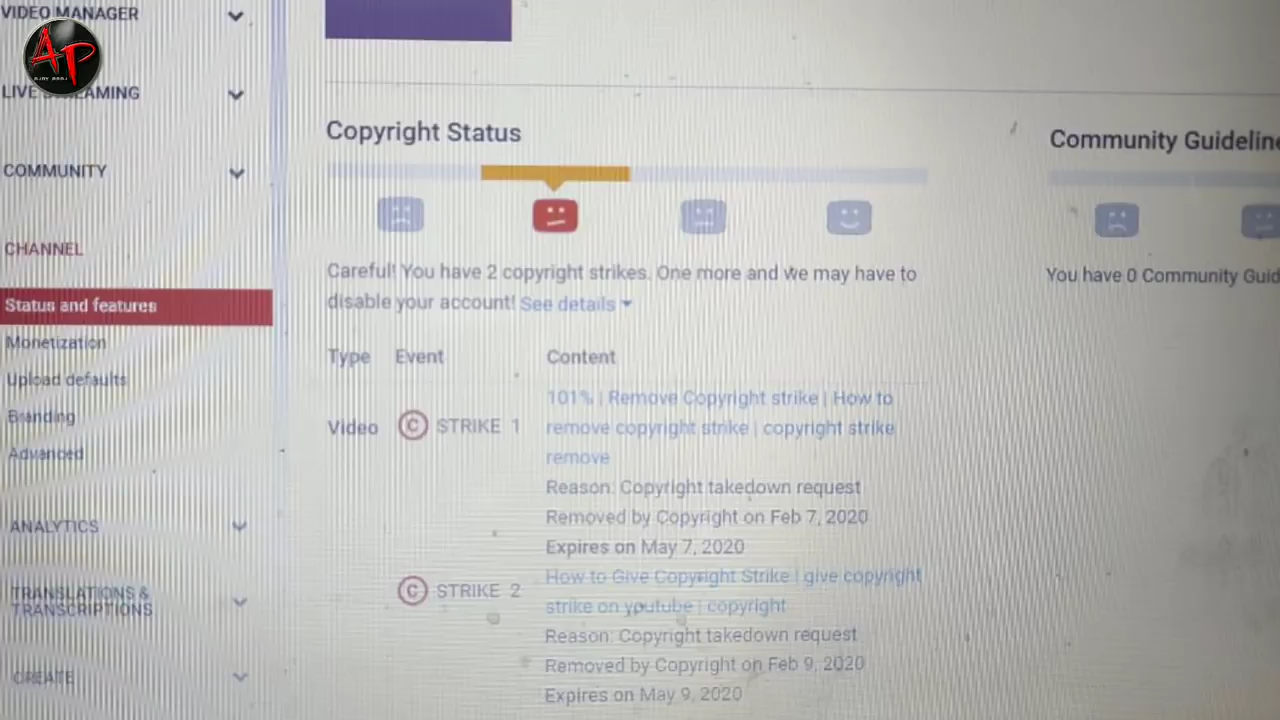 VIDEO MANAGER
AP
LIVE STREAMING
COMMUNITY
CHANNEL
Status and features
Monetization
Upload defaults
Branding
Advanced
ANALYTICS
TRANSLATIONS &
TRANSCRIPTIONS
CREATE
Copyright Status
Careful! You have 2 copyright strikes. One more and we may have to
disable your account! See details
Type Event Content
Video © STRIKE 1
101% | Remove Copyright strike | How to
remove copyright strike | copyright strike
remove
Reason: Copyright takedown request
Removed by Copyright on Feb 7, 2020
Expires on May 7, 2020
© STRIKE 2
How to Give Copyright Strike | give copyright
strike on youtube | copyright
Reason: Copyright takedown request
Removed by Copyright on Feb 9, 2020
Expires on May 9, 2020
Community Guideline
You have 0 Community Guid